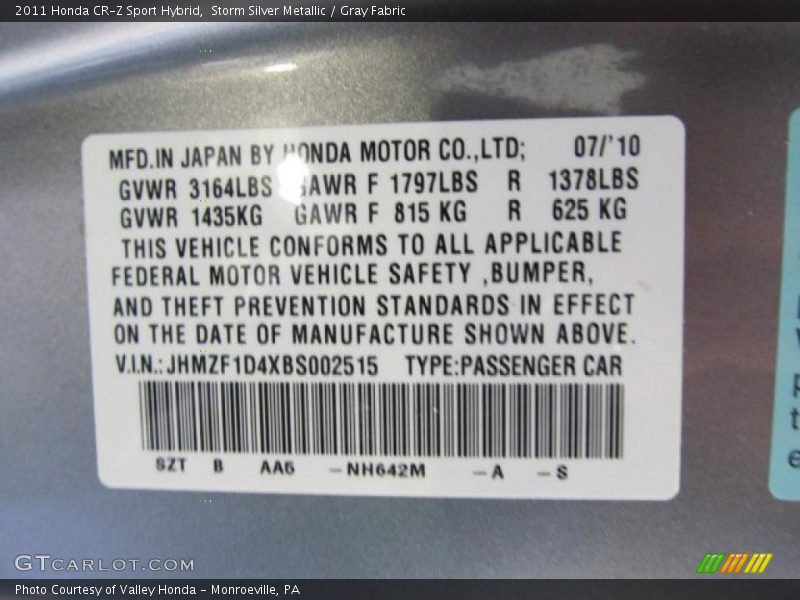 2011 Honda CR-Z Sport Hybrid,  Storm Silver Metallic / Gray Fabric
MFD.IN JAPAN BY HONDA MOTOR CO.,LTD; 07/'10
GVWR 3164LBS GAWR F 1797LBS R 1378LBS
GVWR 1435KG GAWR F 815 KG R 625 KG
THIS VEHICLE CONFORMS TO ALL APPLICABLE
FEDERAL MOTOR VEHICLE SAFETY ,BUMPER,
AND THEFT PREVENTION STANDARDS IN EFFECT
ON THE DATE OF MANUFACTURE SHOWN ABOVE.
V.I.N.:JHMZF1D4XBS002515 TYPE:PASSENGER CAR
SZT B AA5 -NH642M -A -S
GTCARLOT.COM
Photo Courtesy of Valley Honda - Monroeville, PA